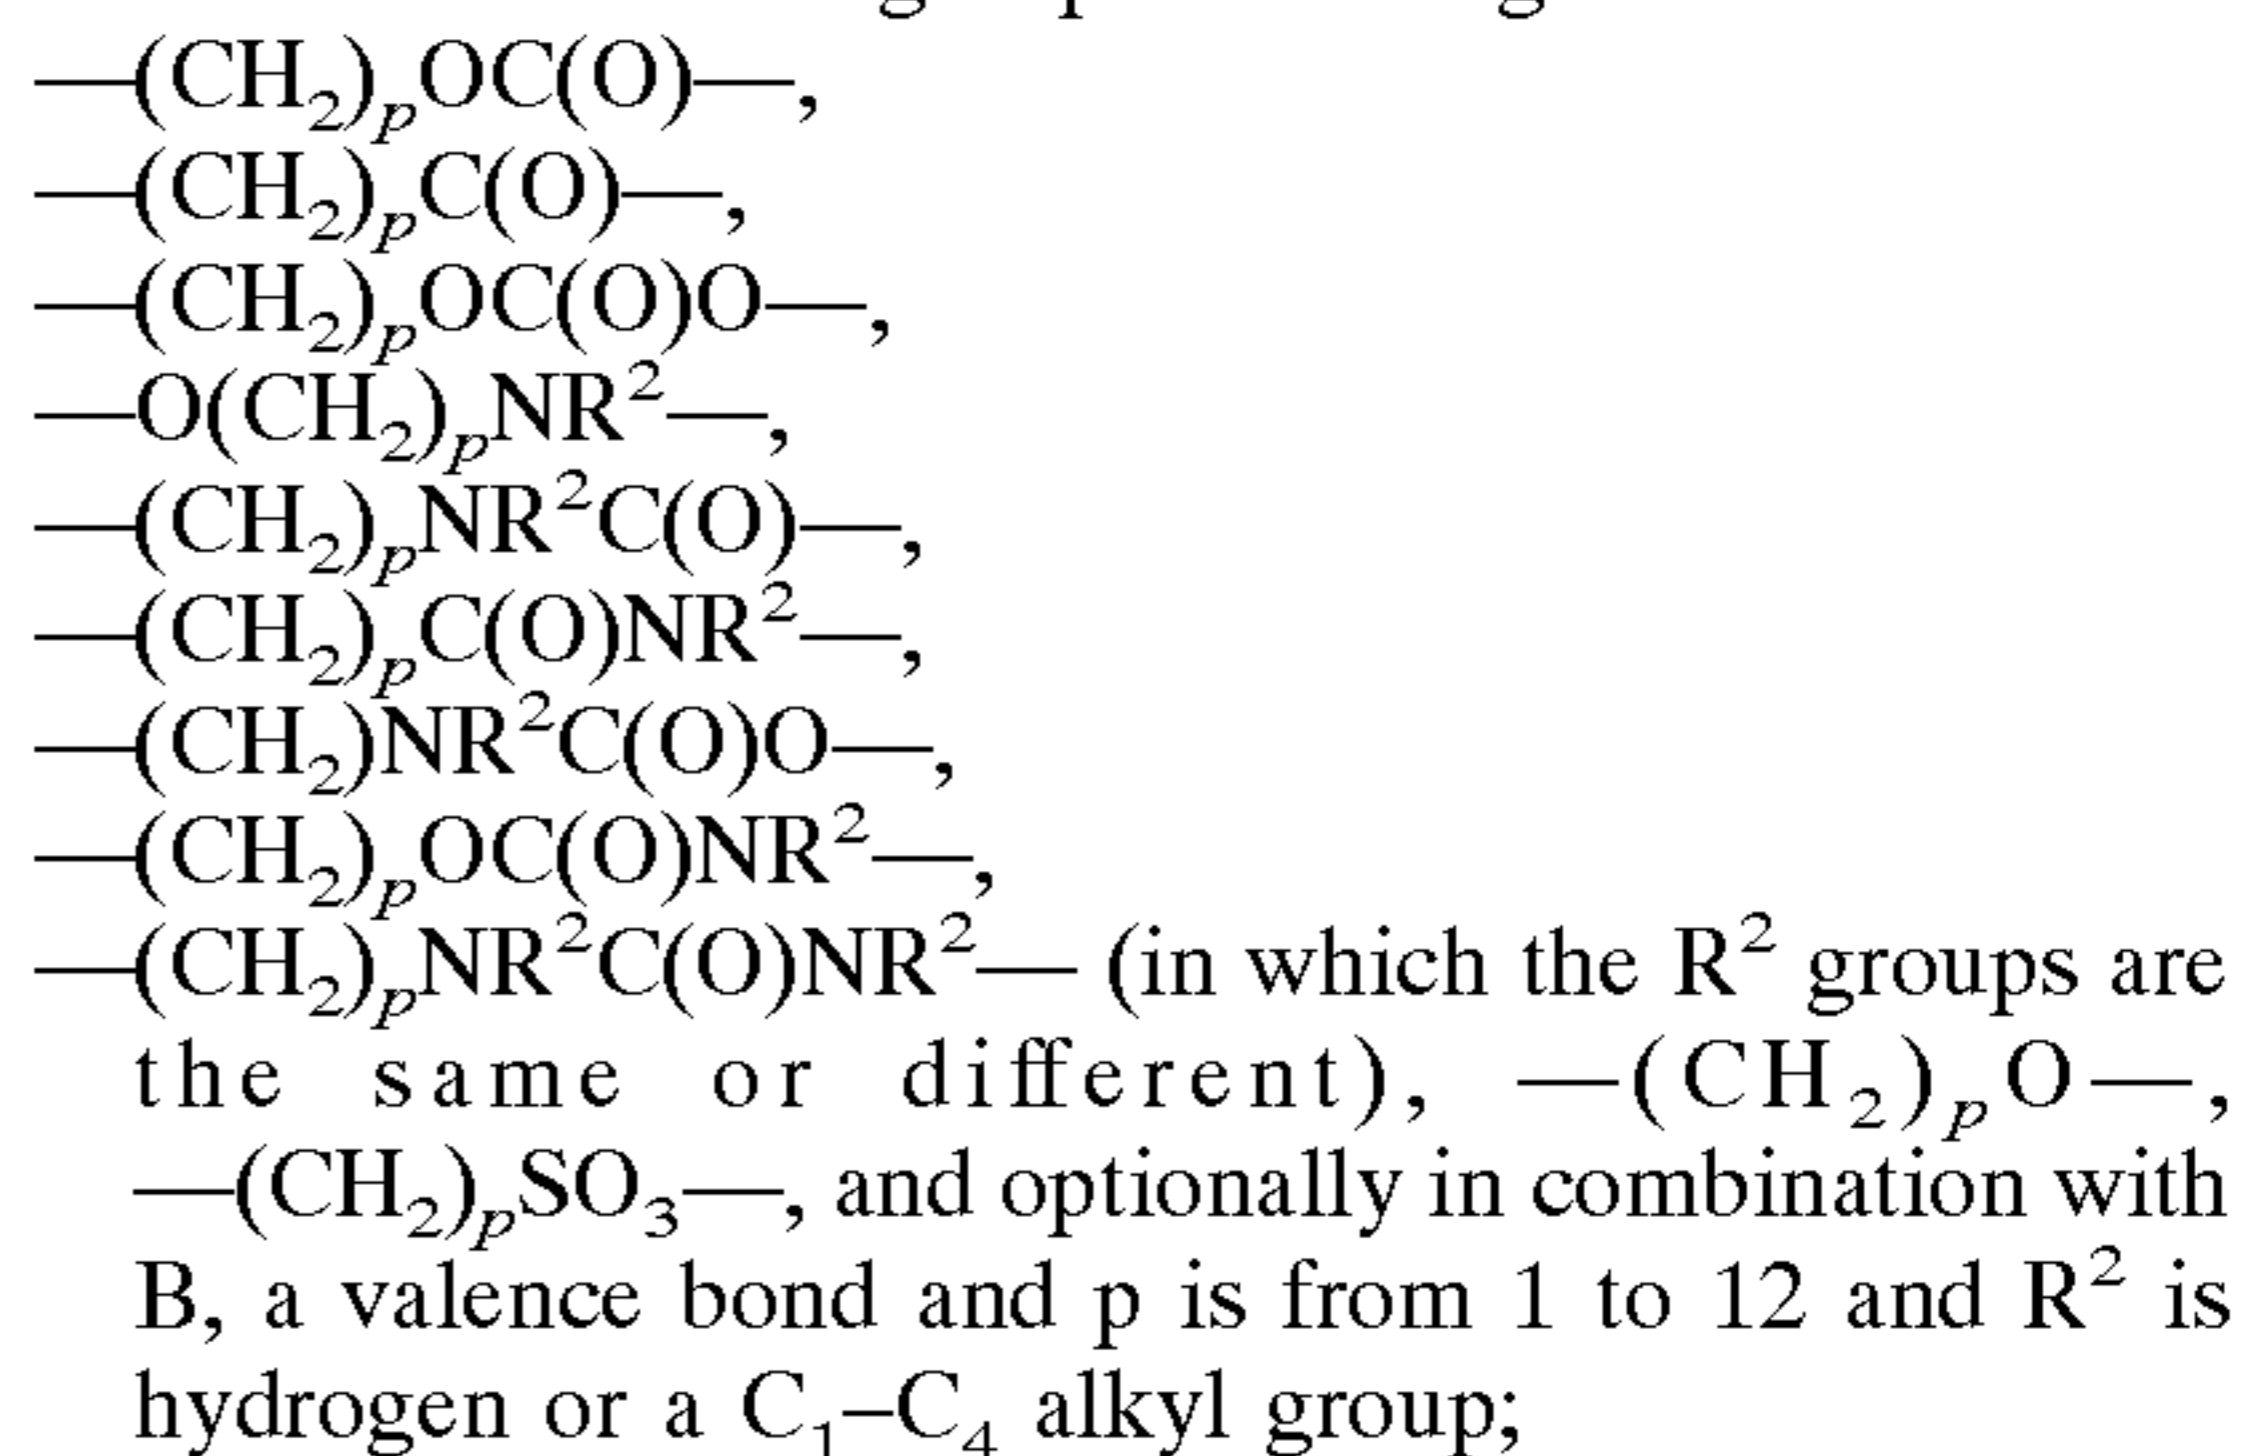 —(CH₂)ₚOC(O)—,
—(CH₂)ₚC(O)—,
—(CH₂)ₚOC(O)O—,
—O(CH₂)ₚNR²—,
—(CH₂)ₚNR²C(O)—,
—(CH₂)ₚC(O)NR²—,
—(CH₂)NR²C(O)O—,
—(CH₂)ₚOC(O)NR²—,
—(CH₂)ₚNR²C(O)NR²— (in which the R² groups are
the same or different), —(CH₂)ₚO—,
—(CH₂)ₚSO₃—, and optionally in combination with
B, a valence bond and p is from 1 to 12 and R² is
hydrogen or a C₁–C₄ alkyl group;